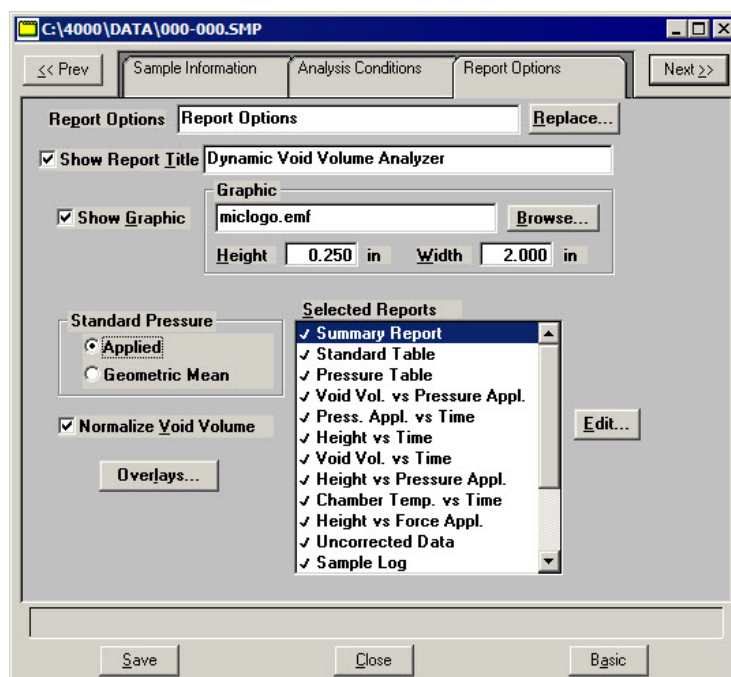 C:\4000\DATA\000-000.SMP
<< Prev
Sample Information
Analysis Conditions
Report Options
Next >>
Report Options
Report Options
Replace...
Show Report Title
Dynamic Void Volume Analyzer
Graphic
Show Graphic
miclogo.emf
Browse...
Height 0.250 in Width 2.000 in
Standard Pressure
Applied
Geometric Mean
Normalize Void Volume
Overlays...
Selected Reports
Summary Report
Standard Table
Pressure Table
Void Vol. vs Pressure Appl.
Press. Appl. vs Time
Height vs Time
Void Vol. vs Time
Height vs Pressure Appl.
Chamber Temp. vs Time
Height vs Force Appl.
Uncorrected Data
Sample Log
Edit...
Save
Close
Basic